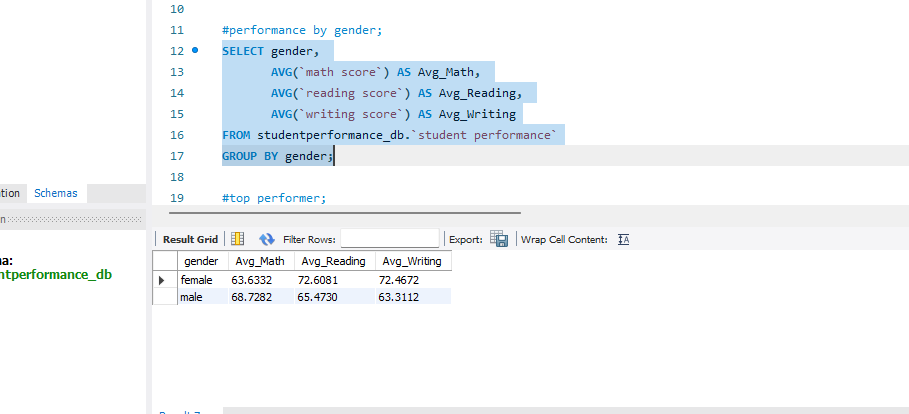 10
11 #performance by gender;
12 SELECT gender,
13 AVG(`math score`) AS Avg_Math,
14 AVG(`reading score`) AS Avg_Reading,
15 AVG(`writing score`) AS Avg_Writing
16 FROM studentperformance_db.`student performance`
17 GROUP BY gender;
18
19 #top performer;
tion Schemas
n
na:
ntperformance_db
Result Grid Filter Rows: Export: Wrap Cell Content: IA
gender Avg_Math Avg_Reading Avg_Writing
female 63.6332 72.6081 72.4672
male 68.7282 65.4730 63.3112